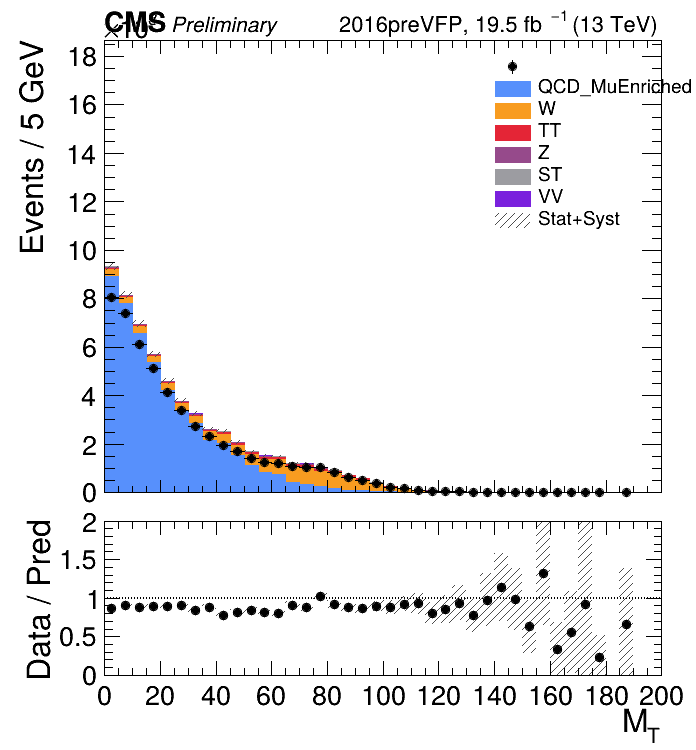 CMS Preliminary 2016preVFP, 19.5 fb⁻¹ (13 TeV)
Events / 5 GeV
18
16
14
12
10
8
6
4
2
0
QCD_MuEnriched
W
TT
Z
ST
VV
Stat+Syst
Data / Pred
2
1.5
1
0.5
0
0 20 40 60 80 100 120 140 160 180 200
M_T